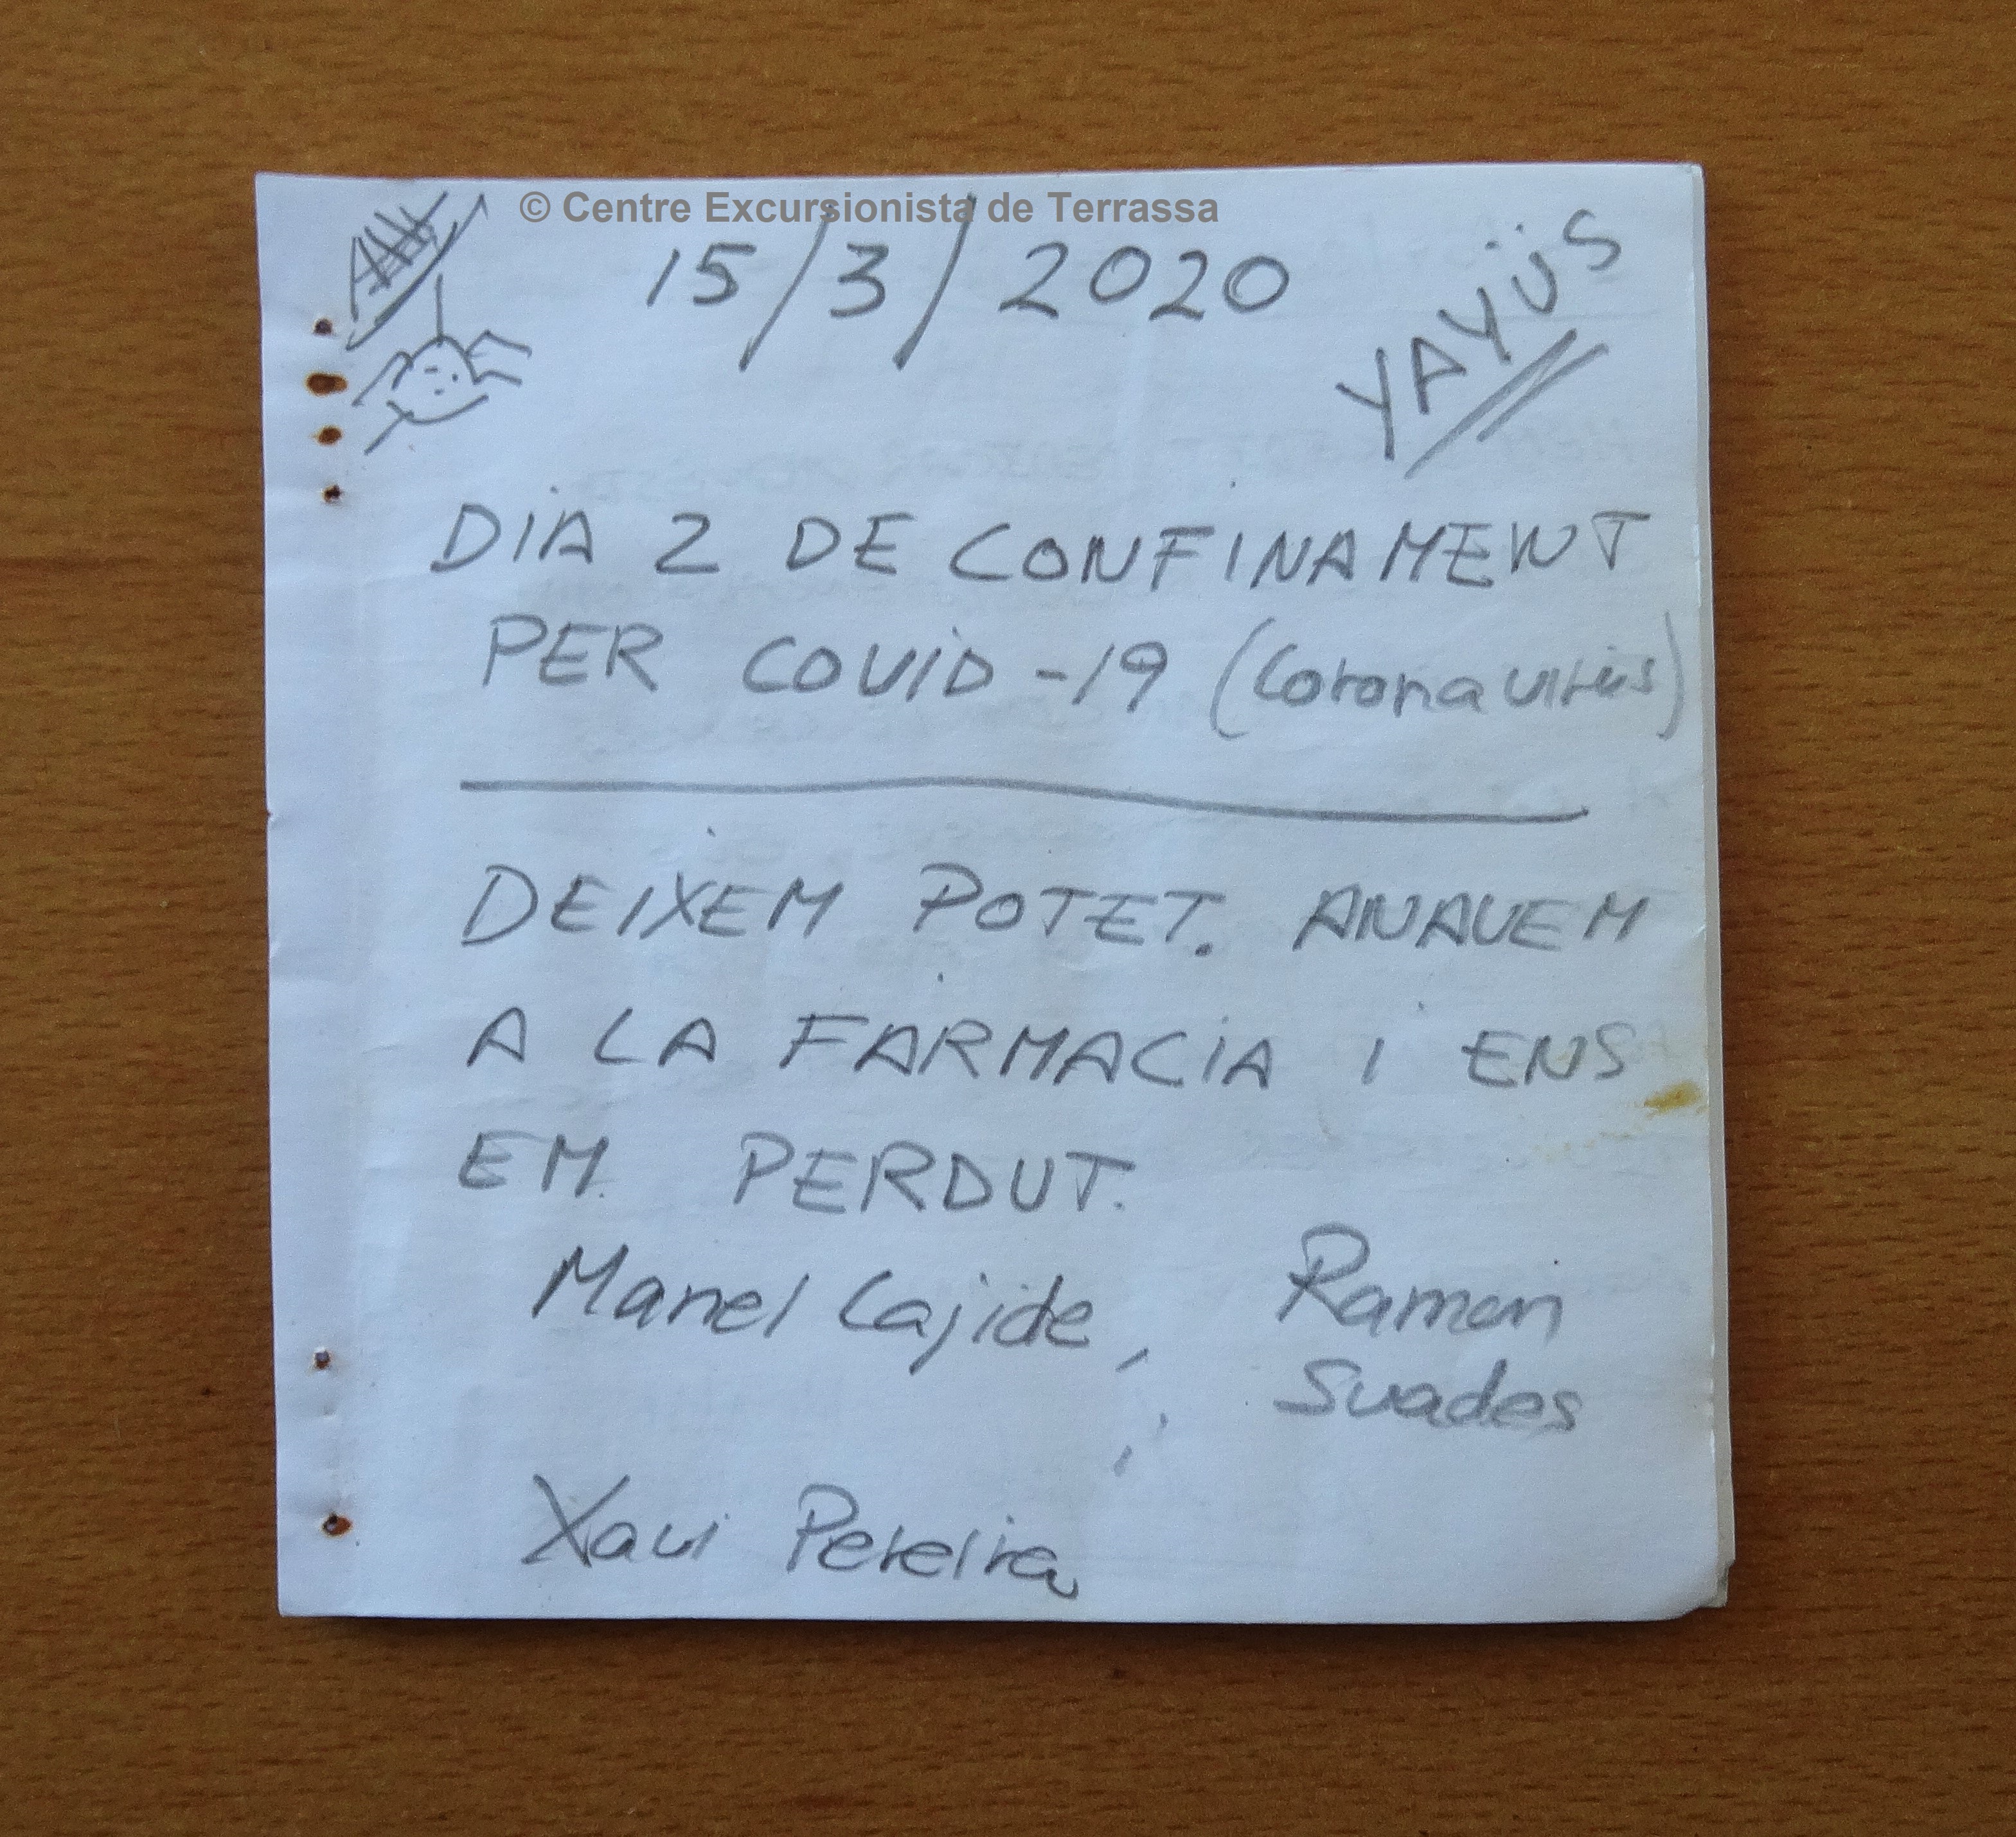 © Centre Excursionista de Terrassa
15/3/2020
YAYÜS
DIA 2 DE CONFINAMENT
PER COVID-19 (Coronavirus)
DEIXEM POTET. ANAVEM
A LA FARMACIA i ENS
EM PERDUT.
Manel Cajide, Ramon
Suades
i
Xavi Pereira